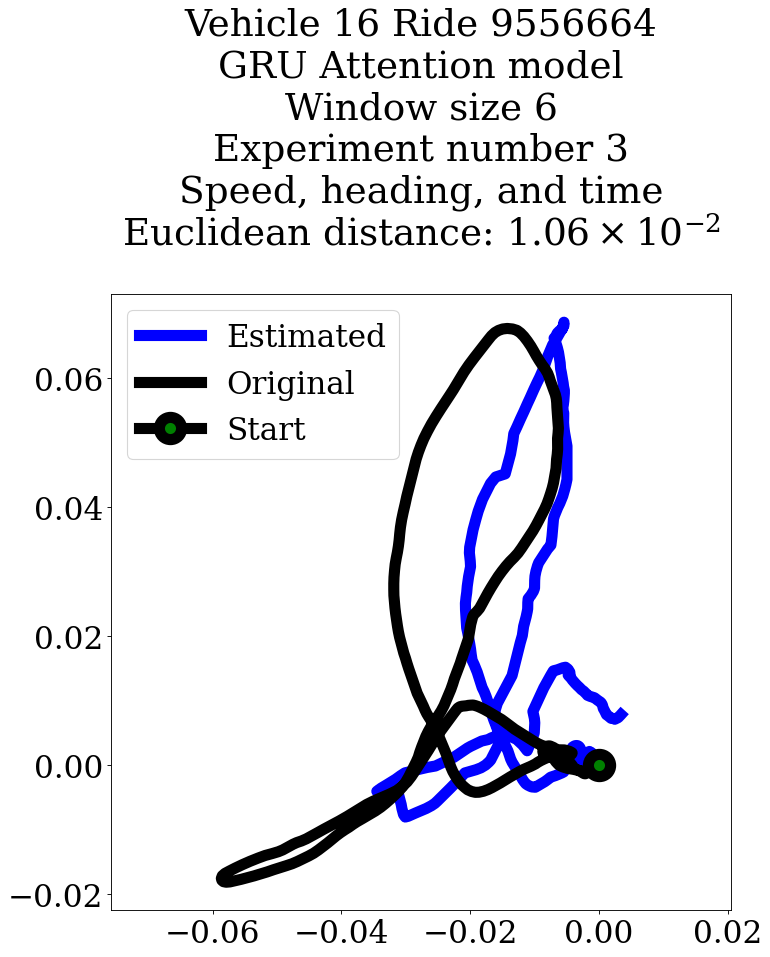 Vehicle 16 Ride 9556664
GRU Attention model
Window size 6
Experiment number 3
Speed, heading, and time
Euclidean distance: 1.06 × 10⁻²
Estimated
Original
Start
0.06
0.04
0.02
0.00
−0.02
−0.06 −0.04 −0.02 0.00 0.02